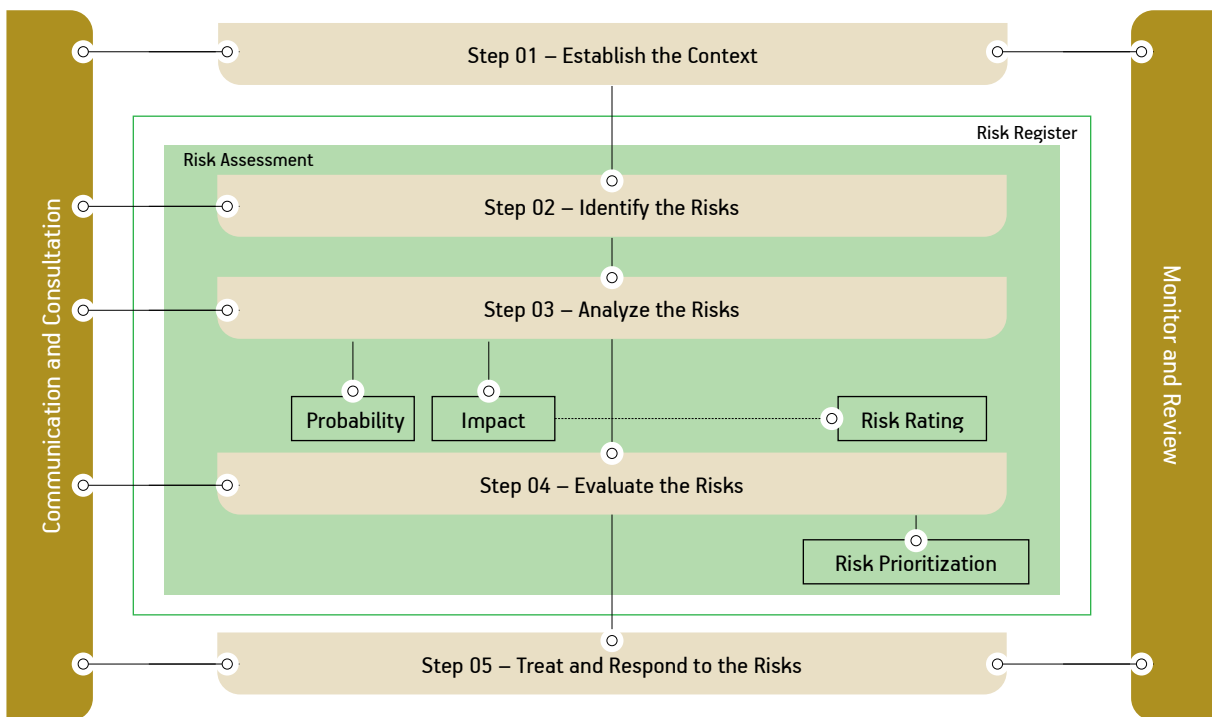 Step 01 – Establish the Context
Risk Register
Risk Assessment
Step 02 – Identify the Risks
Communication and Consultation
Step 03 – Analyze the Risks
Monitor and Review
Probability
Impact
Risk Rating
Step 04 – Evaluate the Risks
Risk Prioritization
Step 05 – Treat and Respond to the Risks